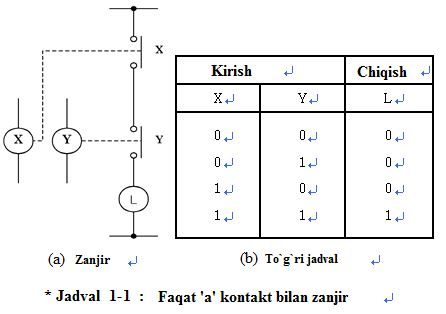 X
X
Y
Y
L
Kirish Chiqish
X Y L
0 0 0
0 1 0
1 0 0
1 1 1
(a) Zanjir
(b) To`g`ri jadval
* Jadval 1-1 : Faqat 'a' kontakt bilan zanjir